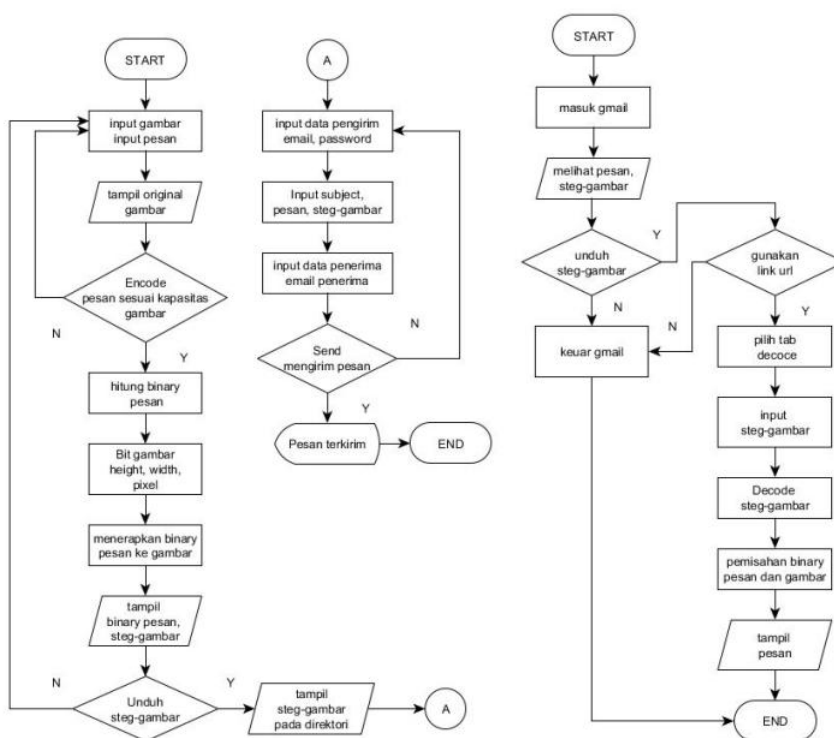 START
input gambar
input pesan
tampil original
gambar
Encode
pesan sesuai kapasitas
gambar
N
Y
hitung binary
pesan
Bit gambar
height, width,
pixel
menerapkan binary
pesan ke gambar
tampil
binary pesan,
steg-gambar
N
Unduh
steg-gambar
Y
tampil
steg-gambar
pada direktori
A
A
input data pengirim
email, password
Input subject,
pesan, steg-gambar
input data penerima
email penerima
N
Send
mengirim pesan
Y
Pesan terkirim
END
START
masuk gmail
melihat pesan,
steg-gambar
unduh
steg-gambar
Y
N
gunakan
link url
N
Y
keuar gmail
pilih tab
decoce
input
steg-gambar
Decode
steg-gambar
pemisahan binary
pesan dan gambar
tampil
pesan
END